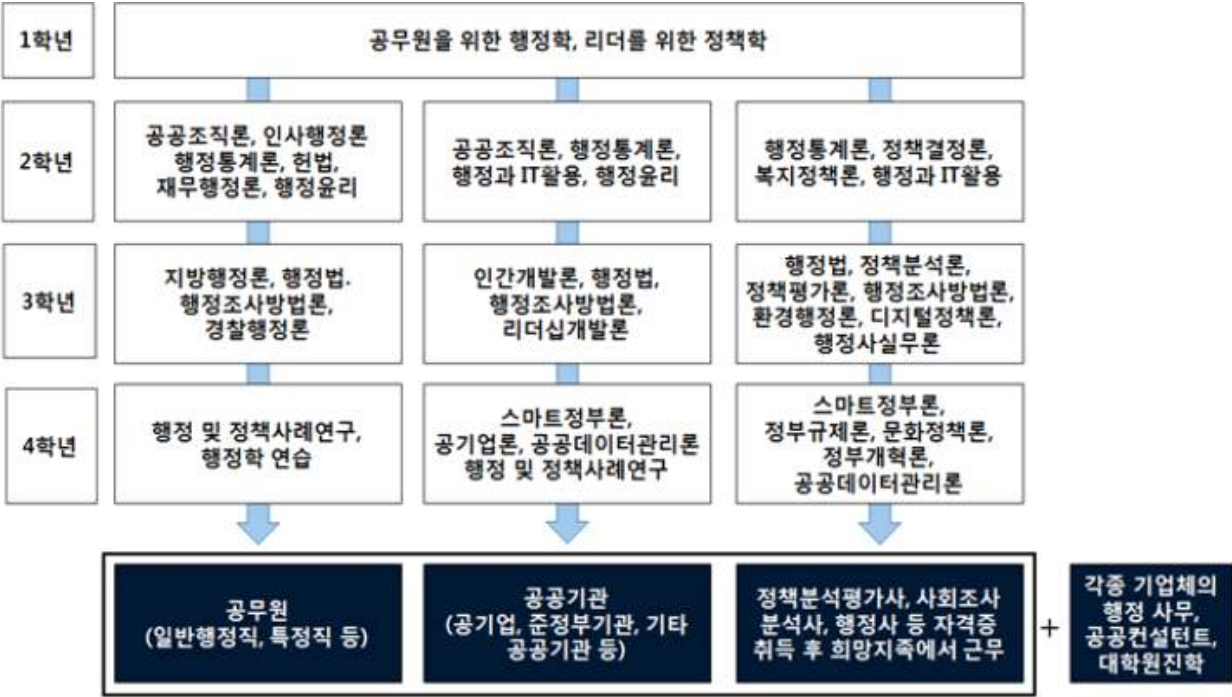 1학년
공무원을 위한 행정학, 리더를 위한 정책학
2학년
공공조직론, 인사행정론
행정통계론, 헌법,
재무행정론, 행정윤리
공공조직론, 행정통계론,
행정과 IT활용, 행정윤리
행정통계론, 정책결정론,
복지정책론, 행정과 IT활용
3학년
지방행정론, 행정법.
행정조사방법론,
경찰행정론
인간개발론, 행정법,
행정조사방법론,
리더십개발론
행정법, 정책분석론,
정책평가론, 행정조사방법론,
환경행정론, 디지털정책론,
행정사실무론
4학년
행정 및 정책사례연구,
행정학 연습
스마트정부론,
공기업론, 공공데이터관리론
행정 및 정책사례연구
스마트정부론,
정부규제론, 문화정책론,
정부개혁론,
공공데이터관리론
공무원
(일반행정직, 특정직 등)
공공기관
(공기업, 준정부기관, 기타
공공기관 등)
정책분석평가사, 사회조사
분석사, 행정사 등 자격증
취득 후 희망지족에서 근무
+
각종 기업체의
행정 사무,
공공컨설턴트,
대학원진학